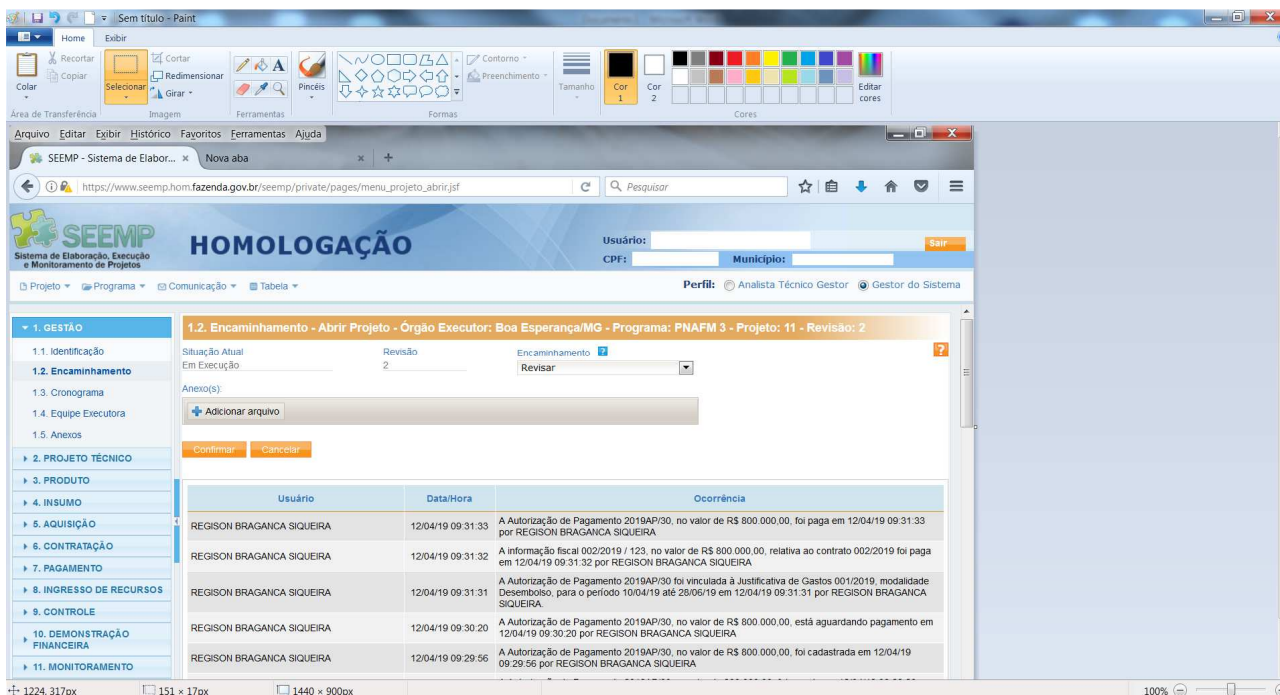 Sem título - Paint
Home Exibir
Colar
Recortar
Copiar
Área de Transferência
Selecionar
Cortar
Redimensionar
Girar
Imagem
A
Ferramentas
Pincéis
Contorno
Preenchimento
Formas
Tamanho
Cor 1
Cor 2
Editar cores
Cores
Arquivo Editar Exibir Histórico Favoritos Ferramentas Ajuda
SEEMP - Sistema de Elabor... × Nova aba × +
https://www.seemp.hom.fazenda.gov.br/seemp/private/pages/menu_projeto_abrir.jsf
Pesquisar
SEEMP
Sistema de Elaboração, Execução
e Monitoramento de Projetos
HOMOLOGAÇÃO
Usuário:
CPF: Município:
Sair
Projeto Programa Comunicação Tabela
Perfil: Analista Técnico Gestor Gestor do Sistema
1. GESTÃO
1.1. Identificação
1.2. Encaminhamento
1.3. Cronograma
1.4. Equipe Executora
1.5. Anexos
2. PROJETO TÉCNICO
3. PRODUTO
4. INSUMO
5. AQUISIÇÃO
6. CONTRATAÇÃO
7. PAGAMENTO
8. INGRESSO DE RECURSOS
9. CONTROLE
10. DEMONSTRAÇÃO
FINANCEIRA
11. MONITORAMENTO
1.2. Encaminhamento - Abrir Projeto - Órgão Executor: Boa Esperança/MG - Programa: PNAFM 3 - Projeto: 11 - Revisão: 2
Situação Atual Revisão Encaminhamento ?
Em Execução 2 Revisar
?
Anexo(s):
Adicionar arquivo
Confirmar Cancelar
Usuário Data/Hora Ocorrência
REGISON BRAGANCA SIQUEIRA 12/04/19 09:31:33 A Autorização de Pagamento 2019AP/30, no valor de R$ 800.000,00, foi paga em 12/04/19 09:31:33
por REGISON BRAGANCA SIQUEIRA
REGISON BRAGANCA SIQUEIRA 12/04/19 09:31:32 A informação fiscal 002/2019 / 123, no valor de R$ 800.000,00, relativa ao contrato 002/2019 foi paga
em 12/04/19 09:31:32 por REGISON BRAGANCA SIQUEIRA
REGISON BRAGANCA SIQUEIRA 12/04/19 09:31:31 A Autorização de Pagamento 2019AP/30 foi vinculada à Justificativa de Gastos 001/2019, modalidade
Desembolso, para o período 10/04/19 até 28/06/19 em 12/04/19 09:31:31 por REGISON BRAGANCA
SIQUEIRA.
REGISON BRAGANCA SIQUEIRA 12/04/19 09:30:20 A Autorização de Pagamento 2019AP/30, no valor de R$ 800.000,00, está aguardando pagamento em
12/04/19 09:30:20 por REGISON BRAGANCA SIQUEIRA
REGISON BRAGANCA SIQUEIRA 12/04/19 09:29:56 A Autorização de Pagamento 2019AP/30, no valor de R$ 800.000,00, foi cadastrada em 12/04/19
09:29:56 por REGISON BRAGANCA SIQUEIRA
1224, 317px 151 × 17px 1440 × 900px 100%